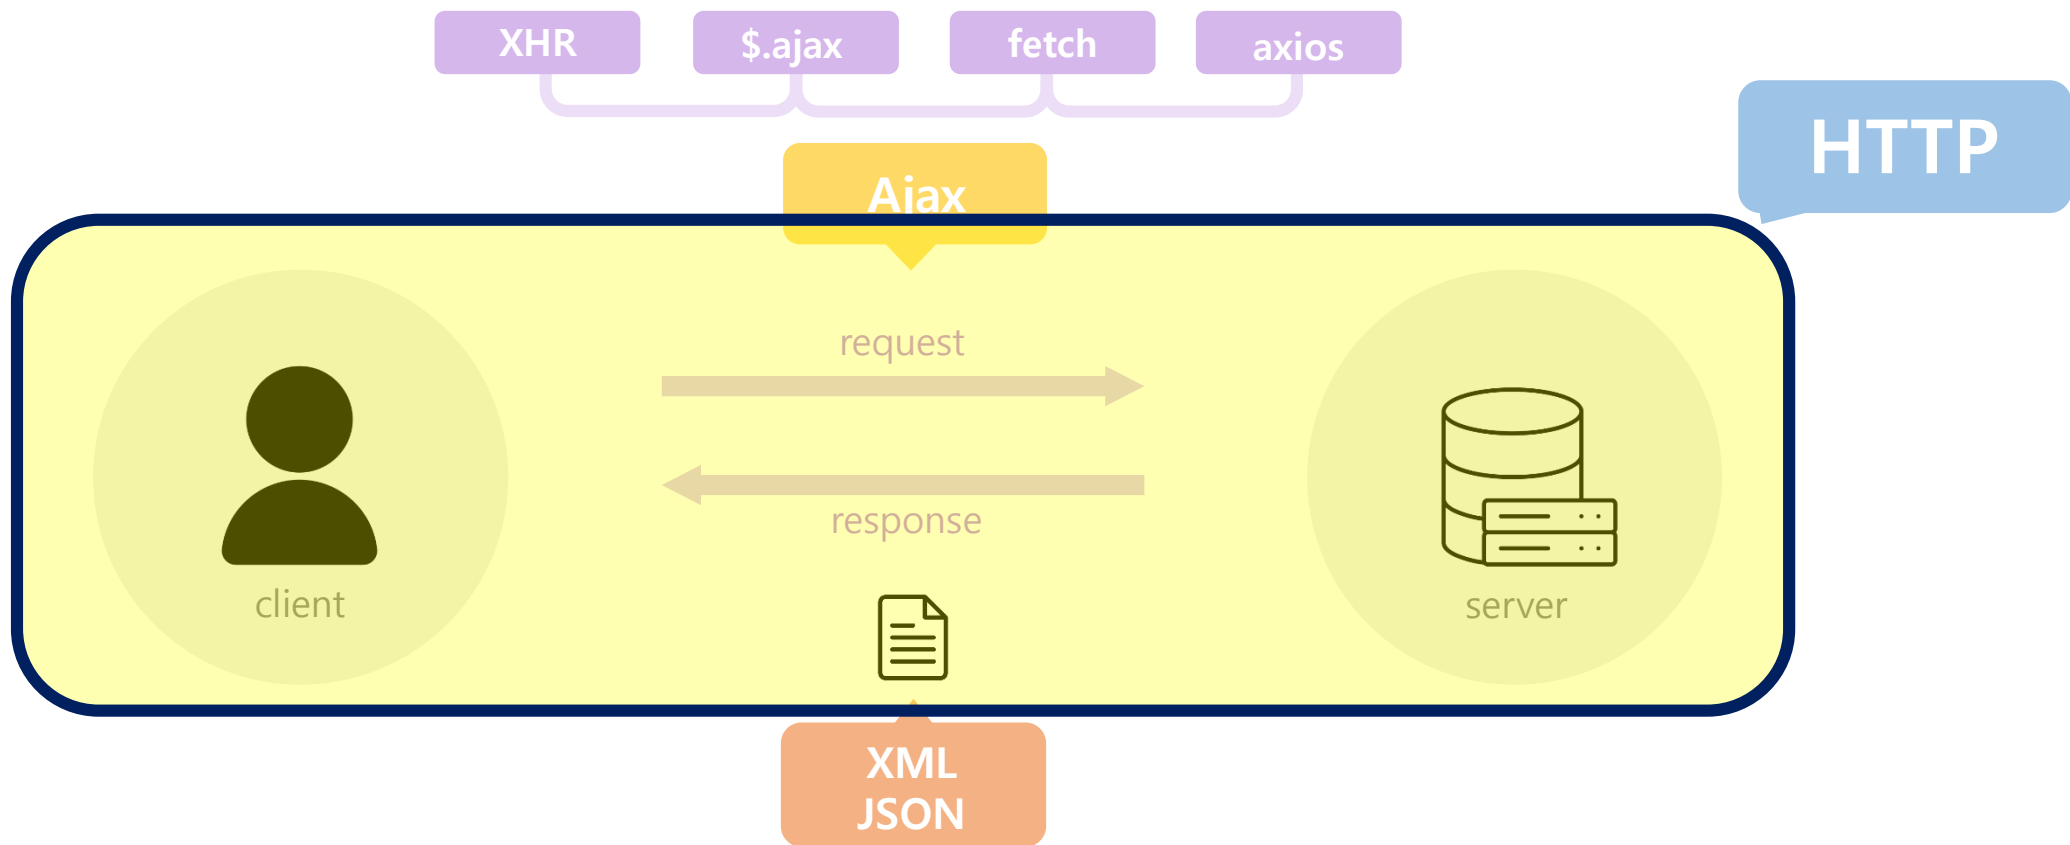 XHR
$.ajax
fetch
axios
HTTP
Ajax
request
response
client
server
XML
JSON